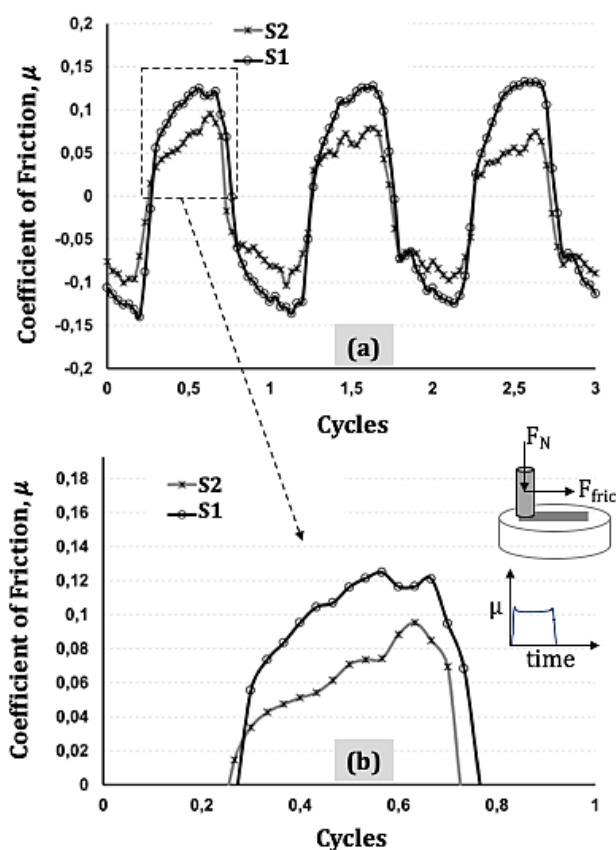 0,2
0,15
0,1
0,05
0
-0,05
-0,1
-0,15
-0,2
Coefficient of Friction, μ
S2
S1
(a)
0 0,5 1 1,5 2 2,5 3
Cycles
0,18
0,16
0,14
0,12
0,1
0,08
0,06
0,04
0,02
0
Coefficient of Friction, μ
S2
S1
F_N
F_fric
μ
time
(b)
0 0,2 0,4 0,6 0,8 1
Cycles